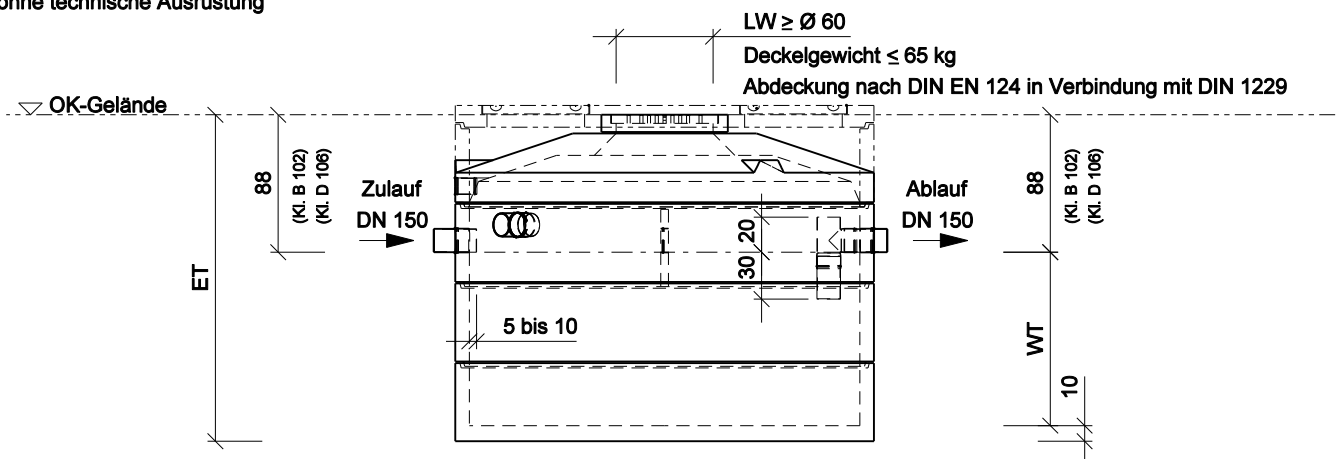 ohne technische Ausrüstung
LW ≥ Ø 60
Deckelgewicht ≤ 65 kg
Abdeckung nach DIN EN 124 in Verbindung mit DIN 1229
OK-Gelände
88
(Kl. B 102)
(Kl. D 106)
Zulauf
DN 150
Ablauf
DN 150
88
(Kl. B 102)
(Kl. D 106)
20
30
ET
5 bis 10
WT
10